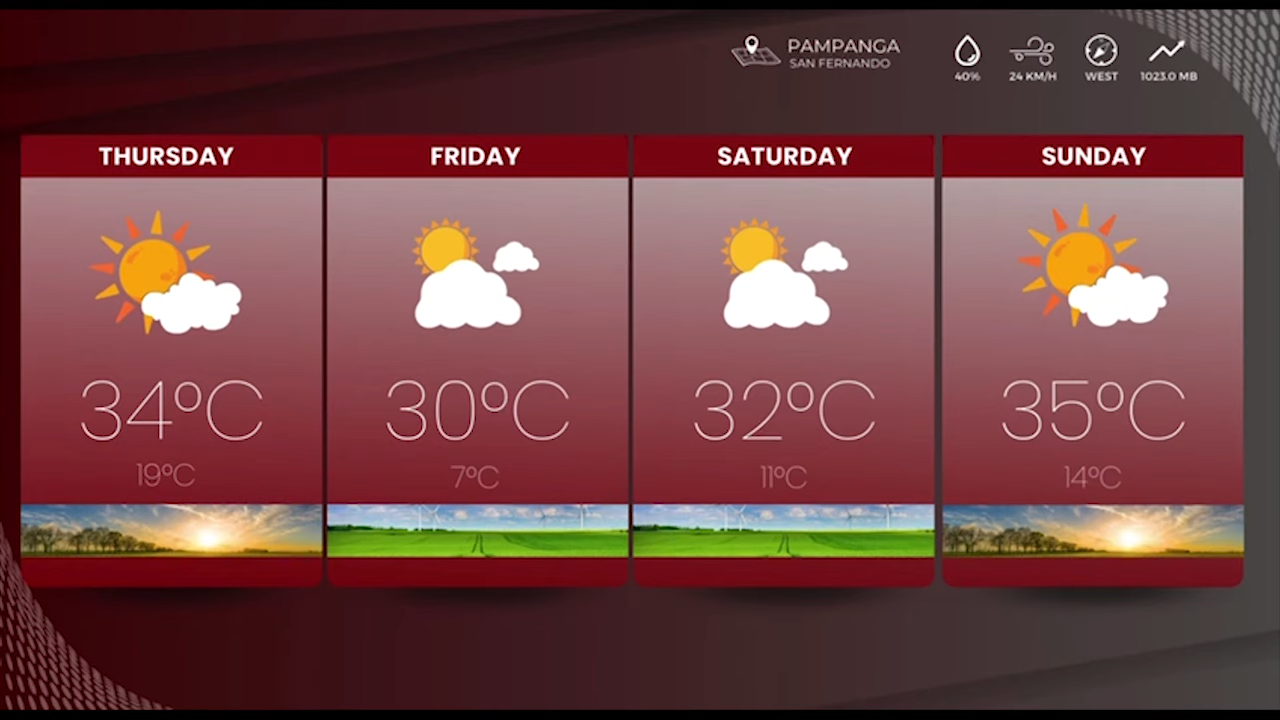 PAMPANGA
SAN FERNANDO
40%
24 KM/H
WEST
1023.0 MB
THURSDAY
FRIDAY
SATURDAY
SUNDAY
34ºC
30ºC
32ºC
35ºC
19ºC
7ºC
11ºC
14ºC